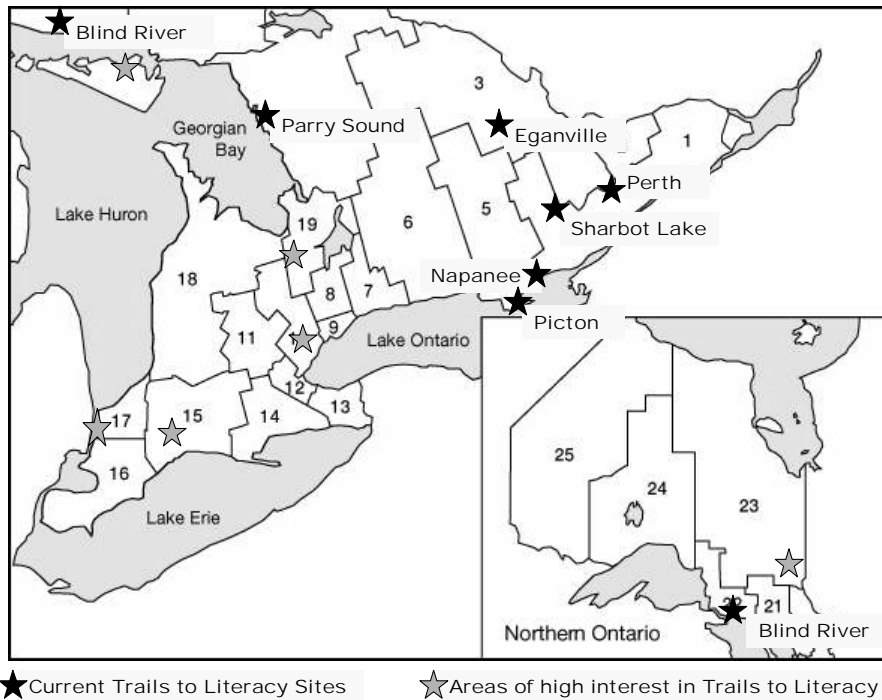 Blind River
3
Georgian
Bay
Parry Sound
Eganville
1
Perth
Lake Huron
19
6
5
Sharbot Lake
18
Napanee
8
7
Picton
11
9
Lake Ontario
12
13
17
15
14
16
25
24
23
Lake Erie
21
Blind River
Northern Ontario
Current Trails to Literacy Sites
Areas of high interest in Trails to Literacy